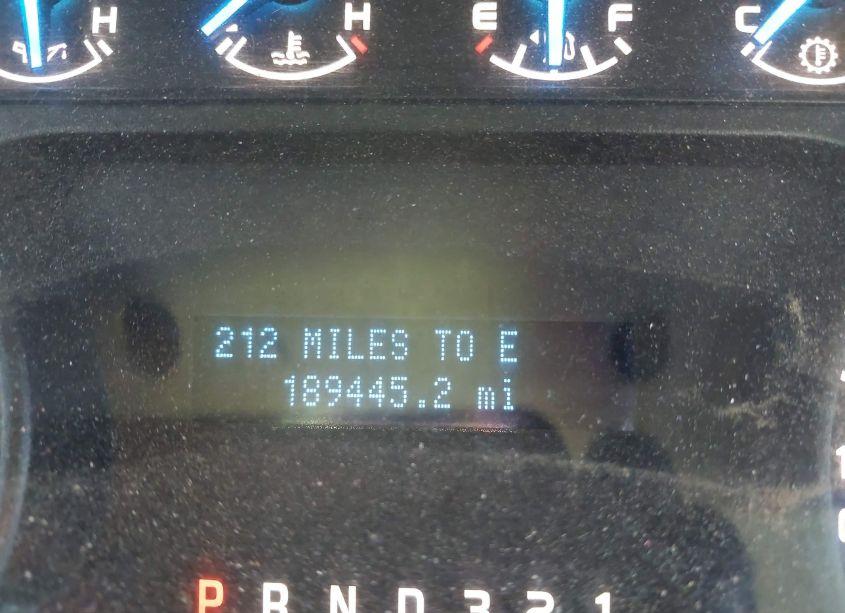 H H E F C
212 MILES TO E
189445.2 mi
P R N D 3 2 1